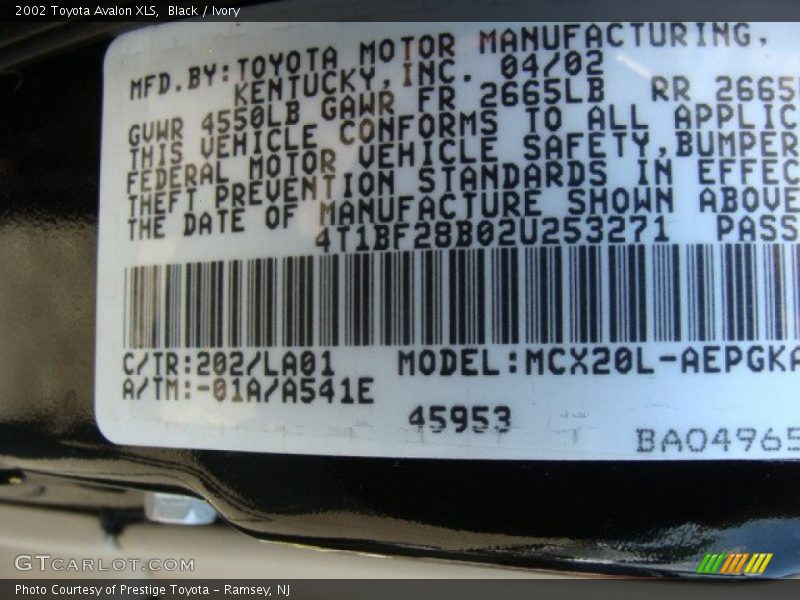 2002 Toyota Avalon XLS, Black / Ivory
MFD.BY:TOYOTA MOTOR MANUFACTURING,
KENTUCKY,INC. 04/02
GVWR 4550LB GAWR FR 2665LB RR 2665
THIS VEHICLE CONFORMS TO ALL APPLIC
FEDERAL MOTOR VEHICLE SAFETY,BUMPER
THEFT PREVENTION STANDARDS IN EFFEC
THE DATE OF MANUFACTURE SHOWN ABOVE
4T1BF28B02U253271 PASS
C/TR:202/LA01 MODEL:MCX20L-AEPGKA
A/TM:-01A/A541E
45953
BA04965
GTCARLOT.COM
Photo Courtesy of Prestige Toyota - Ramsey, NJ